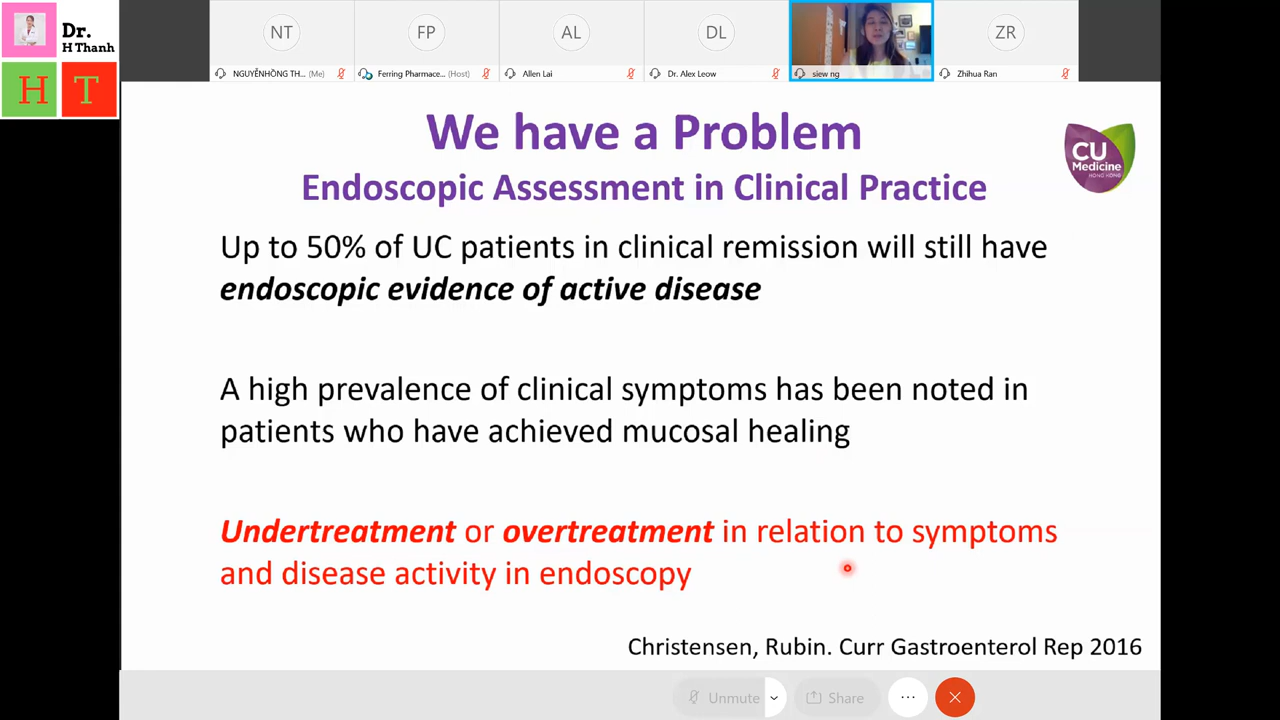 Dr.
H Thanh
H T
NT
FP
AL
DL
ZR
NGUYỄNHỒNG TH... (Me)
Ferring Pharmace... (Host)
Allen Lai
Dr. Alex Leow
siew ng
Zhihua Ran
We have a Problem
Endoscopic Assessment in Clinical Practice
CU
Medicine
HONG KONG
Up to 50% of UC patients in clinical remission will still have
endoscopic evidence of active disease
A high prevalence of clinical symptoms has been noted in
patients who have achieved mucosal healing
Undertreatment or overtreatment in relation to symptoms
and disease activity in endoscopy
Christensen, Rubin. Curr Gastroenterol Rep 2016
Unmute
Share